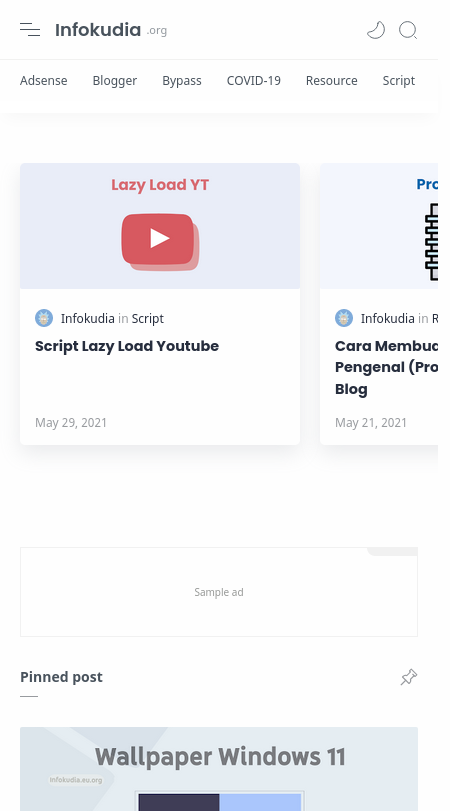 Infokudia .org
Adsense Blogger Bypass COVID-19 Resource Script
Lazy Load YT
Infokudia in Script
Script Lazy Load Youtube
May 29, 2021
Pro
Infokudia in R
Cara Membua
Pengenal (Pro
Blog
May 21, 2021
Sample ad
Pinned post
Wallpaper Windows 11
infokudia.eu.org